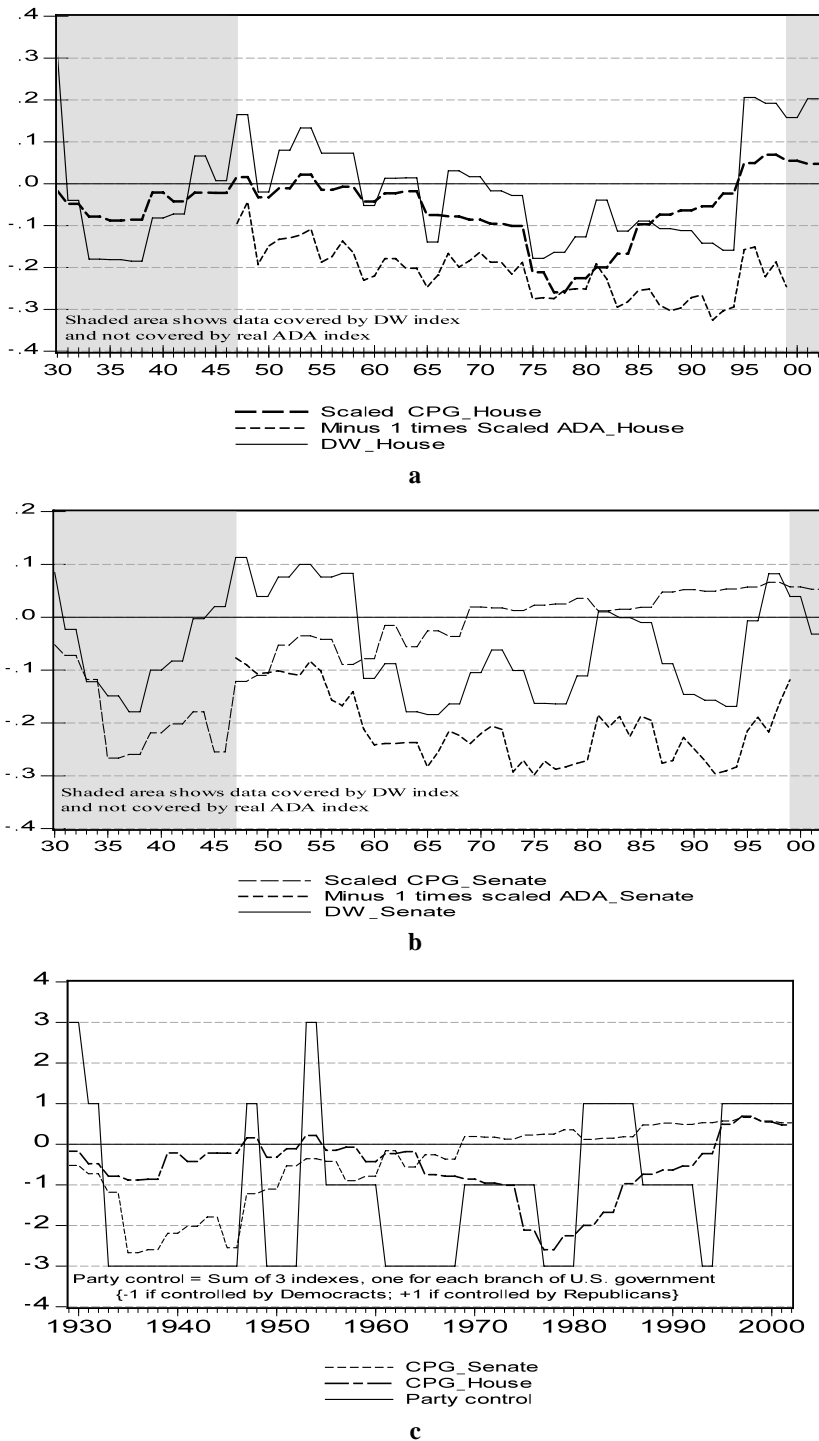 .4
.3
.2
.1
.0
-.1
-.2
-.3
-.4
Shaded area shows data covered by DW index
and not covered by real ADA index
30 35 40 45 50 55 60 65 70 75 80 85 90 95 00
Scaled CPG_House
Minus 1 times Scaled ADA_House
DW_House
a
.2
.1
.0
-.1
-.2
-.3
-.4
Shaded area shows data covered by DW index
and not covered by real ADA index
30 35 40 45 50 55 60 65 70 75 80 85 90 95 00
Scaled CPG_Senate
Minus 1 times scaled ADA_Senate
DW_Senate
b
4
3
2
1
0
-1
-2
-3
-4
Party control = Sum of 3 indexes, one for each branch of U.S. government
{-1 if controlled by Democracts; +1 if controlled by Republicans}
1930 1940 1950 1960 1970 1980 1990 2000
CPG_Senate
CPG_House
Party control
c